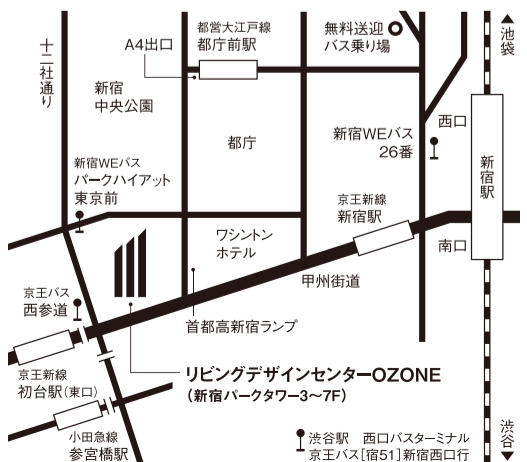 十二社通り
A4出口
都営大江戸線
都庁前駅
無料送迎
バス乗り場
▲池袋
新宿
中央公園
都庁
新宿WEバス
26番
西口
新宿駅
新宿WEバス
パークハイアット
東京前
京王新線
新宿駅
ワシントン
ホテル
南口
甲州街道
京王バス
西参道
首都高新宿ランプ
京王新線
初台駅(東口)
リビングデザインセンターOZONE
(新宿パークタワー3〜7F)
小田急線
参宮橋駅
渋谷駅 西口バスターミナル
京王バス[宿51]新宿西口行
渋谷▼